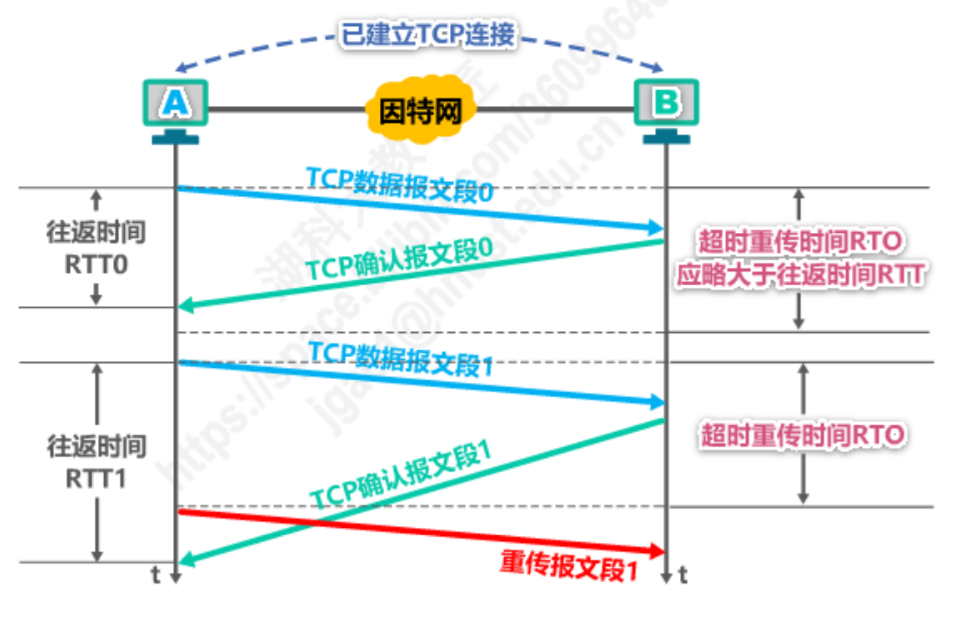 已建立TCP连接
A
因特网
B
TCP数据报文段0
往返时间
RTT0
TCP确认报文段0
超时重传时间RTO
应略大于往返时间RTT
TCP数据报文段1
往返时间
RTT1
TCP确认报文段1
超时重传时间RTO
重传报文段1
t
t